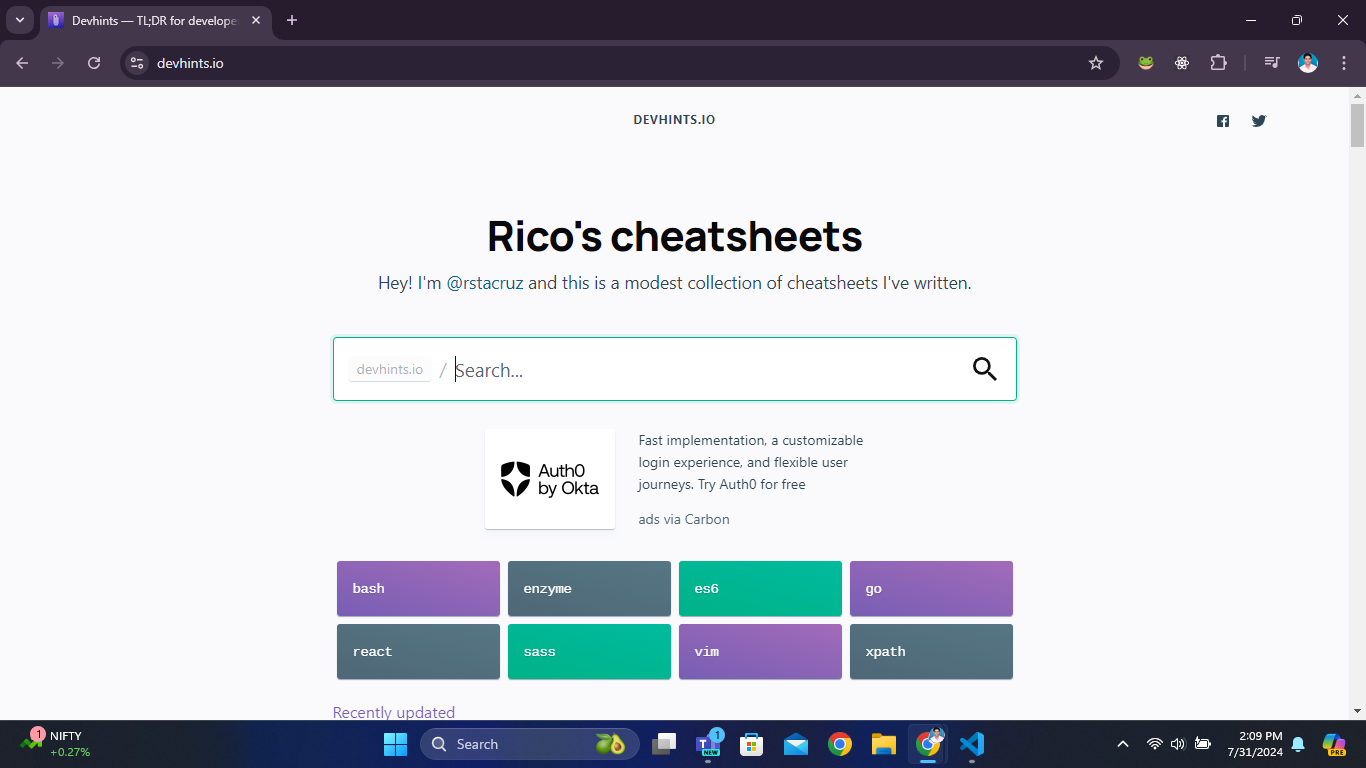 Devhints — TL;DR for develope
devhints.io
DEVHINTS.IO
Rico's cheatsheets
Hey! I'm @rstacruz and this is a modest collection of cheatsheets I've written.
devhints.io / Search...
Auth0
by Okta
Fast implementation, a customizable
login experience, and flexible user
journeys. Try Auth0 for free
ads via Carbon
bash enzyme es6 go
react sass vim xpath
Recently updated
1 NIFTY
+0.27%
Search
NEW
1
2:09 PM
7/31/2024
PRE